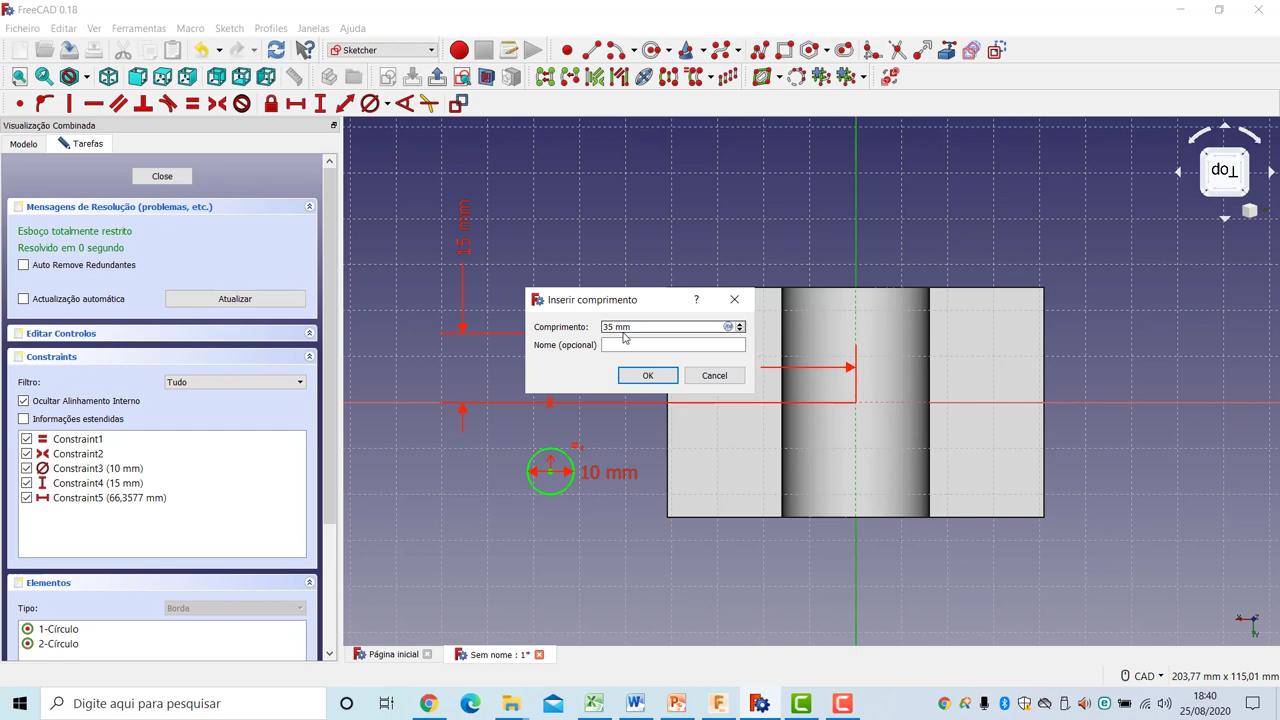 FreeCAD 0.18
Ficheiro Editar Ver Ferramentas Macro Sketch Profiles Janelas Ajuda
Sketcher
Visualização Combinada
Modelo Tarefas
Close
Mensagens de Resolução (problemas, etc.)
Esboço totalmente restrito
Resolvido em 0 segundo
Auto Remove Redundantes
Actualização automática Atualizar
Editar Controlos
Constraints
Filtro: Tudo
Ocultar Alinhamento Interno
Informações estendidas
Constraint1
Constraint2
Constraint3 (10 mm)
Constraint4 (15 mm)
Constraint5 (66,3577 mm)
Elementos
Tipo: Borda
1-Círculo
2-Círculo
15 mm
Top
Inserir comprimento ?
Comprimento: 35 mm
Nome (opcional)
OK Cancel
10 mm
Página inicial Sem nome : 1*
CAD 203,77 mm x 115,01 mm
Digite aqui para pesquisar
18:40
25/08/2020